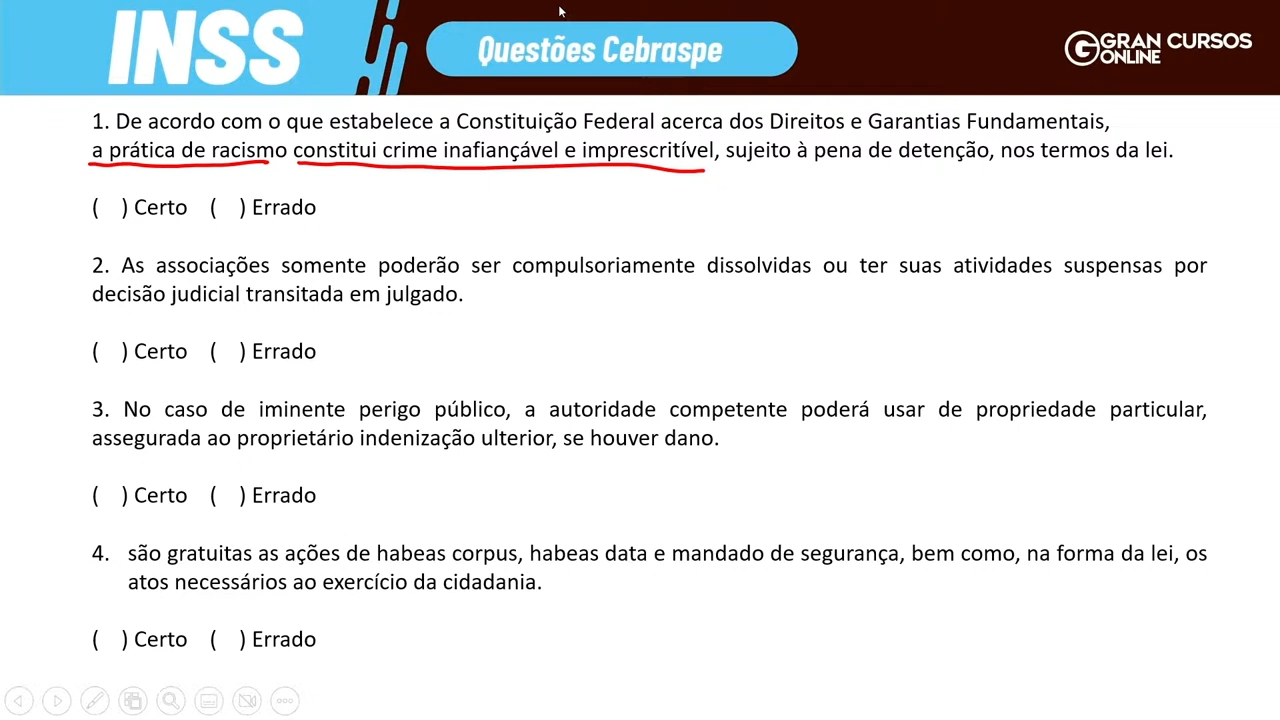 INSS
Questões Cebraspe
GRAN CURSOS
ONLINE
1. De acordo com o que estabelece a Constituição Federal acerca dos Direitos e Garantias Fundamentais,
a prática de racismo constitui crime inafiançável e imprescritível, sujeito à pena de detenção, nos termos da lei.
( ) Certo ( ) Errado
2. As associações somente poderão ser compulsoriamente dissolvidas ou ter suas atividades suspensas por
decisão judicial transitada em julgado.
( ) Certo ( ) Errado
3. No caso de iminente perigo público, a autoridade competente poderá usar de propriedade particular,
assegurada ao proprietário indenização ulterior, se houver dano.
( ) Certo ( ) Errado
4. são gratuitas as ações de habeas corpus, habeas data e mandado de segurança, bem como, na forma da lei, os
atos necessários ao exercício da cidadania.
( ) Certo ( ) Errado